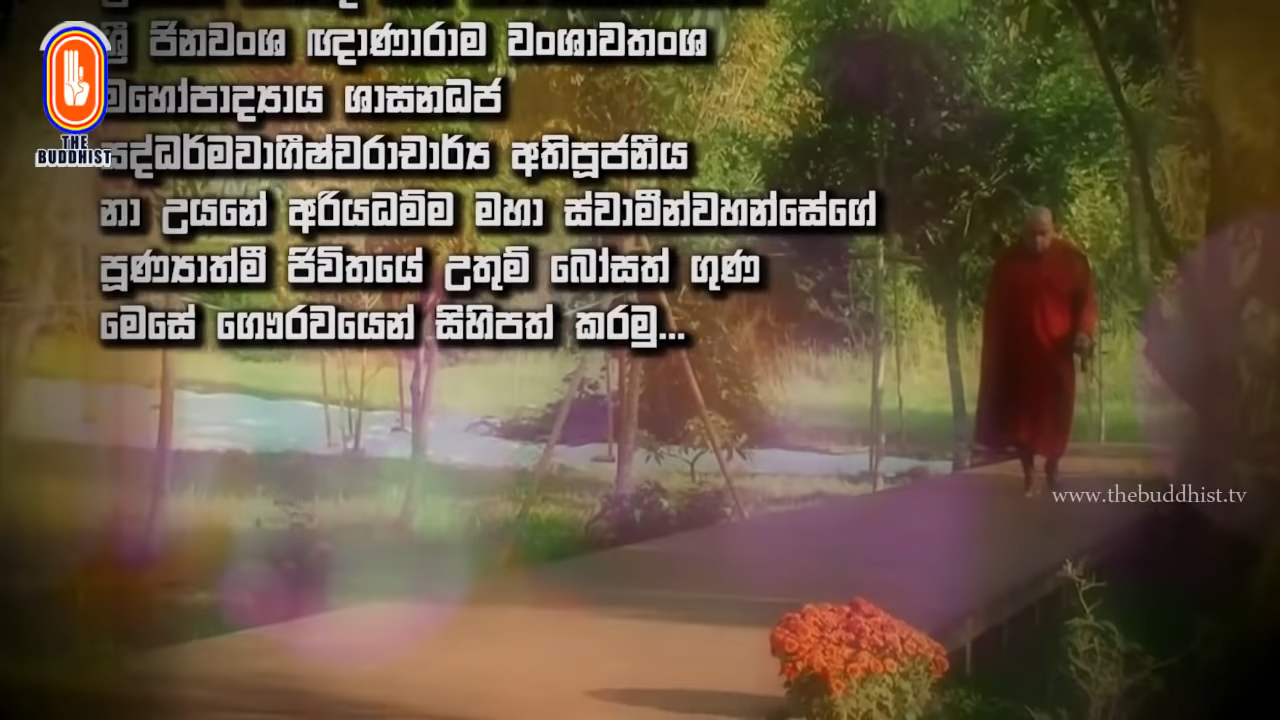 ශ්‍රී ජිනවංශ ඤාණාරාම වංශාවතංශ
මහෝපාද්‍යාය ශාසනධජ
සද්ධර්මවාගීෂ්වරාචාර්ය්‍ය අතිපූජනීය
නා උයනේ අරියධම්ම මහා ස්වාමීන්වහන්සේගේ
පූණ්‍යාත්මී ජිවිතයේ උතුම් බෝසත් ගුණ
මෙසේ ගෞරවයෙන් සිහිපත් කරමු...
THE
BUDDHIST
www.thebuddhist.tv